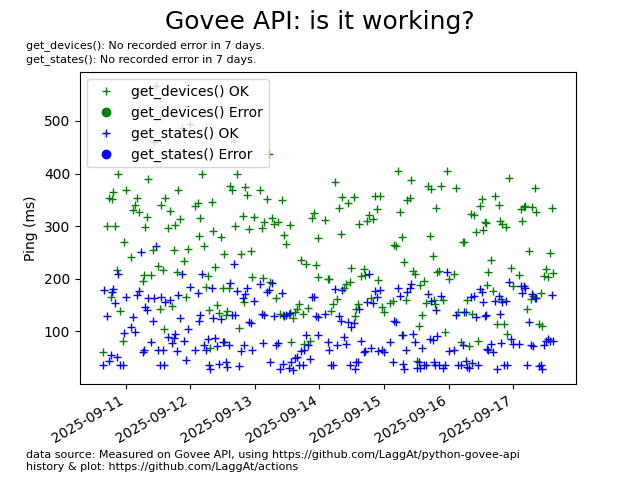 Govee API: is it working?
get_devices(): No recorded error in 7 days.
get_states(): No recorded error in 7 days.
get_devices() OK
get_devices() Error
get_states() OK
get_states() Error
Ping (ms)
500
400
300
200
100
2025-09-11
2025-09-12
2025-09-13
2025-09-14
2025-09-15
2025-09-16
2025-09-17
data source: Measured on Govee API, using https://github.com/LaggAt/python-govee-api
history & plot: https://github.com/LaggAt/actions